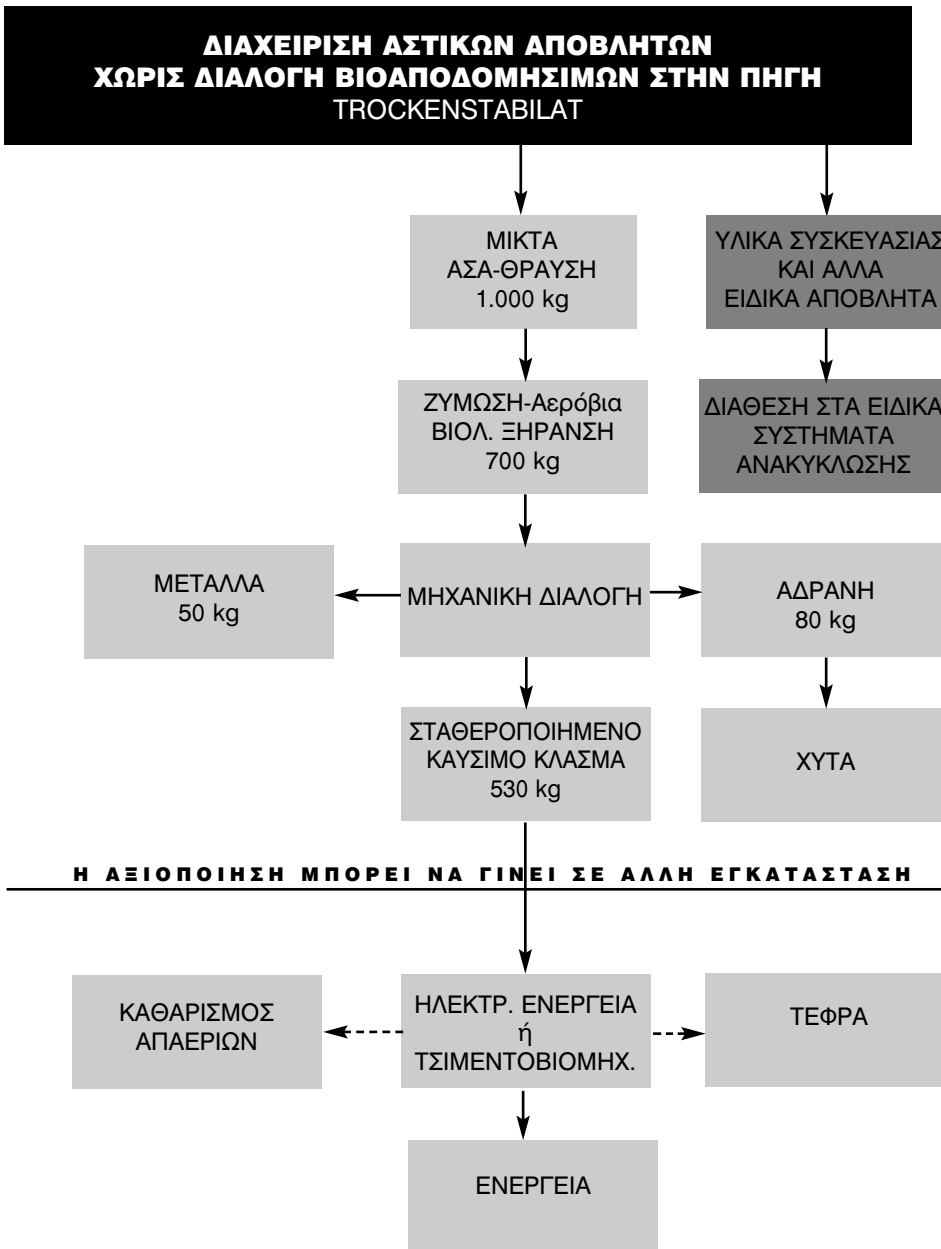 ΔΙΑΧΕΙΡΙΣΗ ΑΣΤΙΚΩΝ ΑΠΟΒΛΗΤΩΝ
ΧΩΡΙΣ ΔΙΑΛΟΓΗ ΒΙΟΑΠΟΔΟΜΗΣΙΜΩΝ ΣΤΗΝ ΠΗΓΗ
TROCKENSTABILAT
ΜΙΚΤΑ
ΑΣΑ-ΘΡΑΥΣΗ
1.000 kg
ΥΛΙΚΑ ΣΥΣΚΕΥΑΣΙΑΣ
ΚΑΙ ΑΛΛΑ
ΕΙΔΙΚΑ ΑΠΟΒΛΗΤΑ
ΖΥΜΩΣΗ-Αερόβια
ΒΙΟΛ. ΞΗΡΑΝΣΗ
700 kg
ΔΙΑΘΕΣΗ ΣΤΑ ΕΙΔΙΚΑ
ΣΥΣΤΗΜΑΤΑ
ΑΝΑΚΥΚΛΩΣΗΣ
ΜΕΤΑΛΛΑ
50 kg
ΜΗΧΑΝΙΚΗ ΔΙΑΛΟΓΗ
ΑΔΡΑΝΗ
80 kg
ΣΤΑΘΕΡΟΠΟΙΗΜΕΝΟ
ΚΑΥΣΙΜΟ ΚΛΑΣΜΑ
530 kg
ΧΥΤΑ
Η ΑΞΙΟΠΟΙΗΣΗ ΜΠΟΡΕΙ ΝΑ ΓΙΝΕΙ ΣΕ ΑΛΛΗ ΕΓΚΑΤΑΣΤΑΣΗ
ΚΑΘΑΡΙΣΜΟΣ
ΑΠΑΕΡΙΩΝ
ΗΛΕΚΤΡ. ΕΝΕΡΓΕΙΑ
ή
ΤΣΙΜΕΝΤΟΒΙΟΜΗΧ.
ΤΕΦΡΑ
ΕΝΕΡΓΕΙΑ